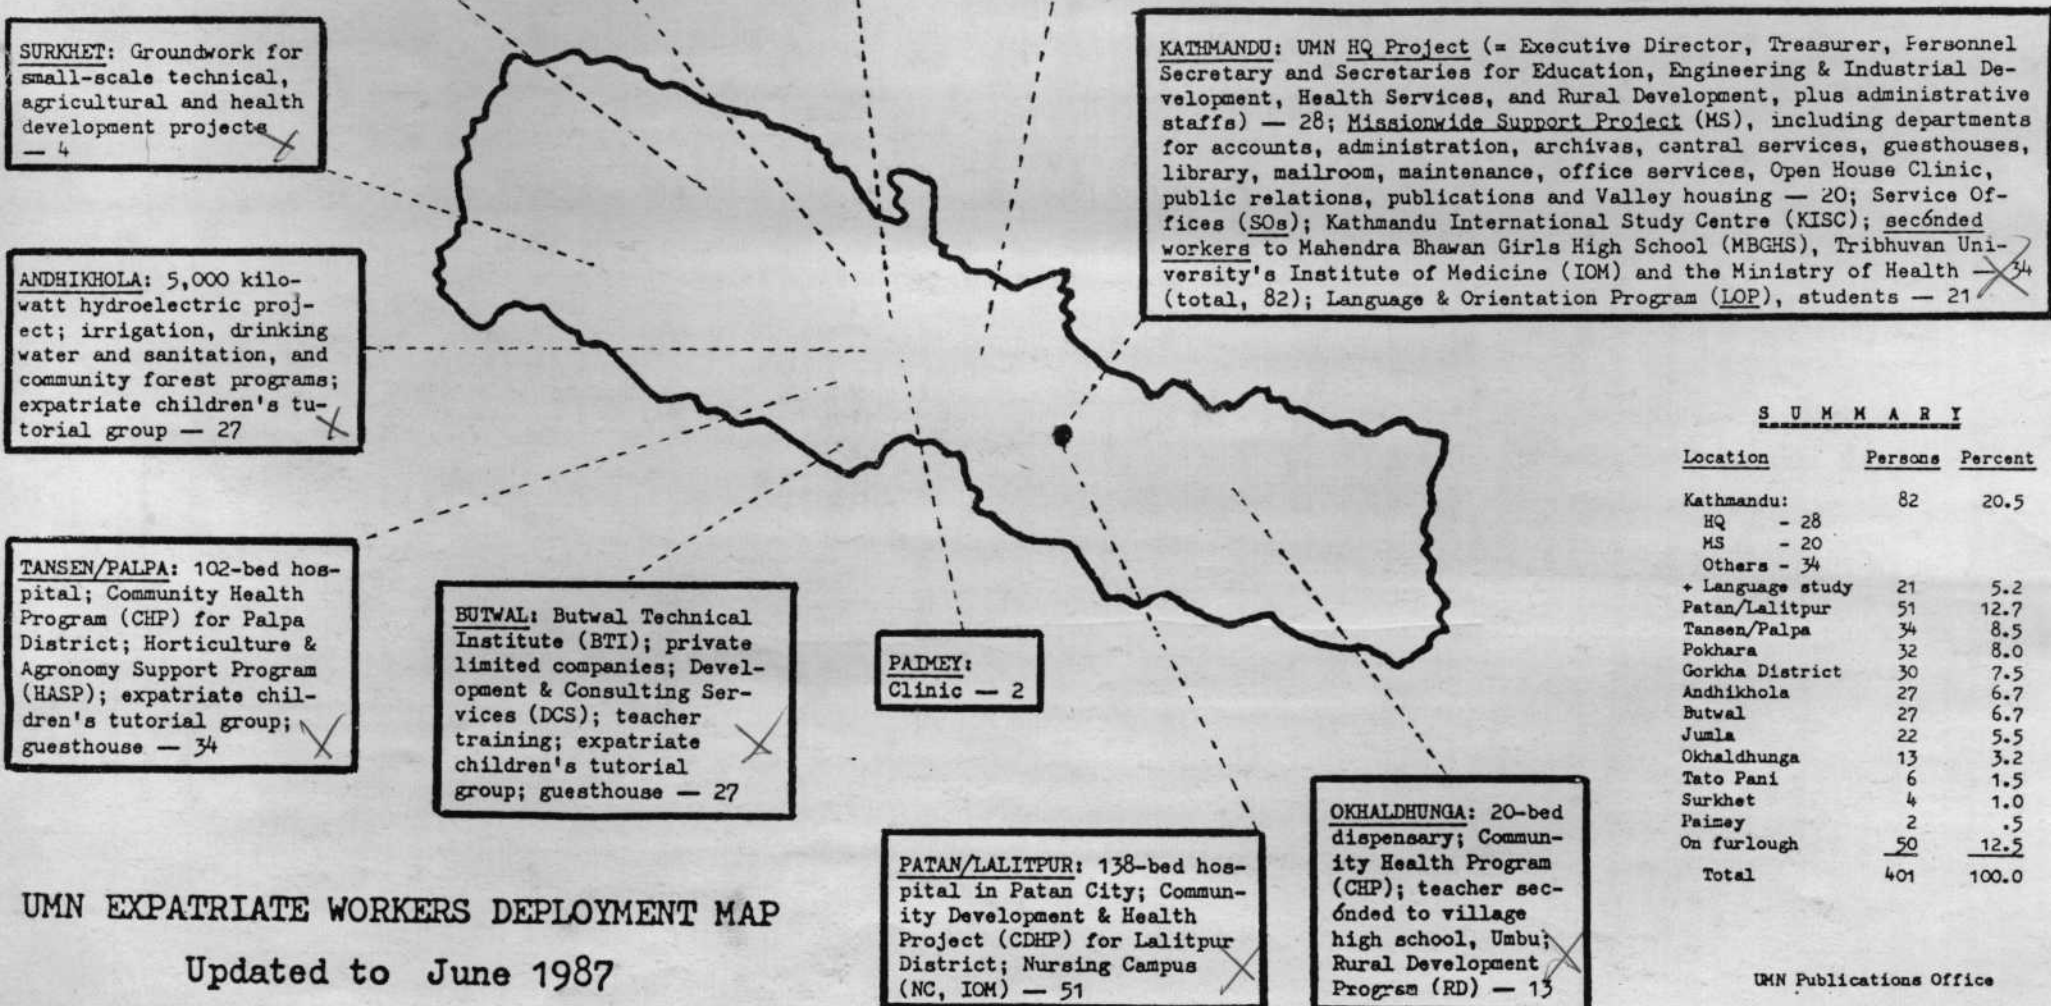 SURKHET: Groundwork for
small-scale technical,
agricultural and health
development projects
— 4
KATHMANDU: UMN HQ Project (= Executive Director, Treasurer, Personnel
Secretary and Secretaries for Education, Engineering & Industrial De-
velopment, Health Services, and Rural Development, plus administrative
staffs) — 28; Missionwide Support Project (MS), including departments
for accounts, administration, archives, central services, guesthouses,
library, mailroom, maintenance, office services, Open House Clinic,
public relations, publications and Valley housing — 20; Service Of-
fices (SOs); Kathmandu International Study Centre (KISC); secónded
workers to Mahendra Bhawan Girls High School (MBGHS), Tribhuvan Uni-
versity's Institute of Medicine (IOM) and the Ministry of Health — 34
(total, 82); Language & Orientation Program (LOP), students — 21
ANDHIKHOLA: 5,000 kilo-
watt hydroelectric proj-
ect; irrigation, drinking
water and sanitation, and
community forest programs;
expatriate children's tu-
torial group — 27
TANSEN/PALPA: 102-bed hos-
pital; Community Health
Program (CHP) for Palpa
District; Horticulture &
Agronomy Support Program
(HASP); expatriate chil-
dren's tutorial group;
guesthouse — 34
BUTWAL: Butwal Technical
Institute (BTI); private
limited companies; Devel-
opment & Consulting Ser-
vices (DCS); teacher
training; expatriate
children's tutorial
group; guesthouse — 27
PAIMEY:
Clinic — 2
PATAN/LALITPUR: 138-bed hos-
pital in Patan City; Commun-
ity Development & Health
Project (CDHP) for Lalitpur
District; Nursing Campus
(NC, IOM) — 51
OKHALDHUNGA: 20-bed
dispensary; Commun-
ity Health Program
(CHP); teacher sec-
ónded to village
high school, Umbu;
Rural Development
Program (RD) — 13
SUMMARY
Location Persons Percent
Kathmandu: 82 20.5
HQ - 28
MS - 20
Others - 34
+ Language study 21 5.2
Patan/Lalitpur 51 12.7
Tansen/Palpa 34 8.5
Pokhara 32 8.0
Gorkha District 30 7.5
Andhikhola 27 6.7
Butwal 27 6.7
Jumla 22 5.5
Okhaldhunga 13 3.2
Tato Pani 6 1.5
Surkhet 4 1.0
Paimey 2 .5
On furlough 50 12.5
Total 401 100.0
UMN EXPATRIATE WORKERS DEPLOYMENT MAP
Updated to June 1987
UMN Publications Office